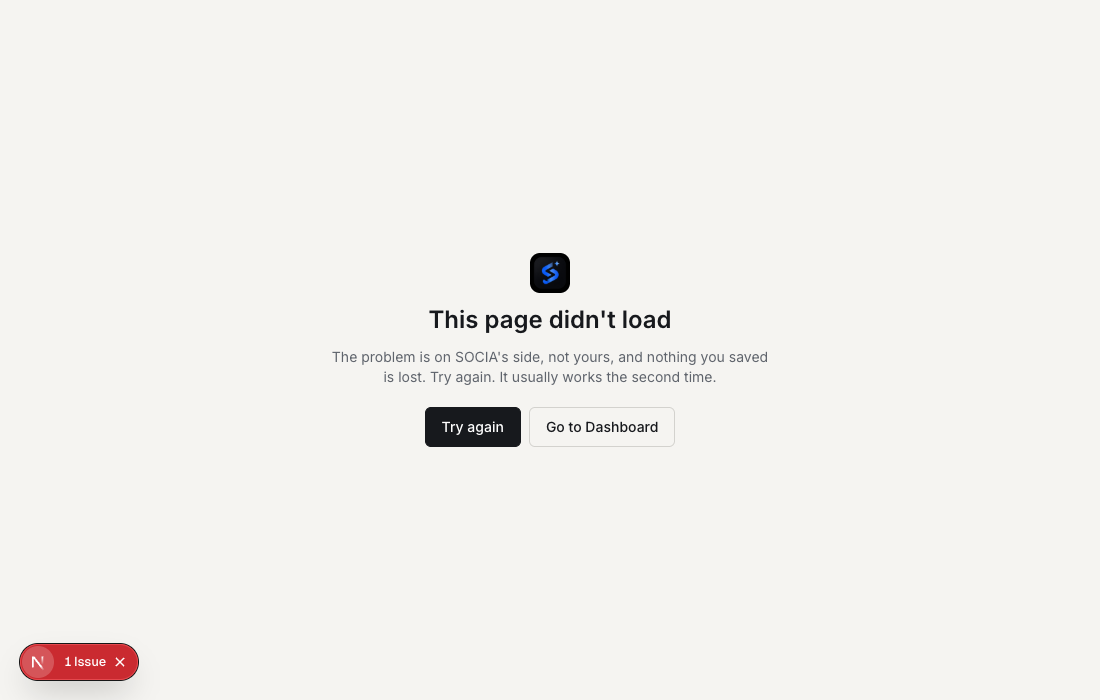 This page didn't load
The problem is on SOCIA's side, not yours, and nothing you saved
is lost. Try again. It usually works the second time.
Try again
Go to Dashboard
N
1 Issue